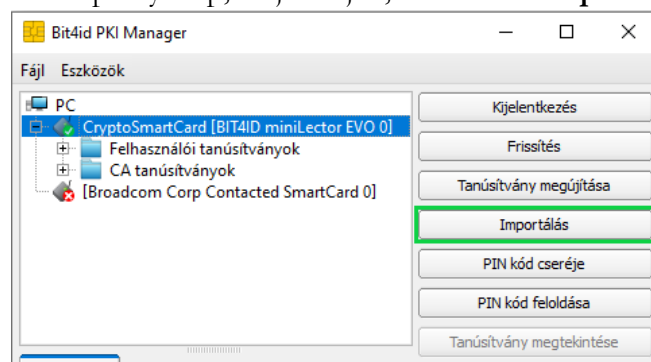 Bit4id PKI Manager
Fájl Eszközök
PC
CryptoSmartCard [BIT4ID miniLector EVO 0]
Felhasználói tanúsítványok
CA tanúsítványok
[Broadcom Corp Contacted SmartCard 0]
Kijelentkezés
Frissítés
Tanúsítvány megújítása
Importálás
PIN kód cseréje
PIN kód feloldása
Tanúsítvány megtekintése